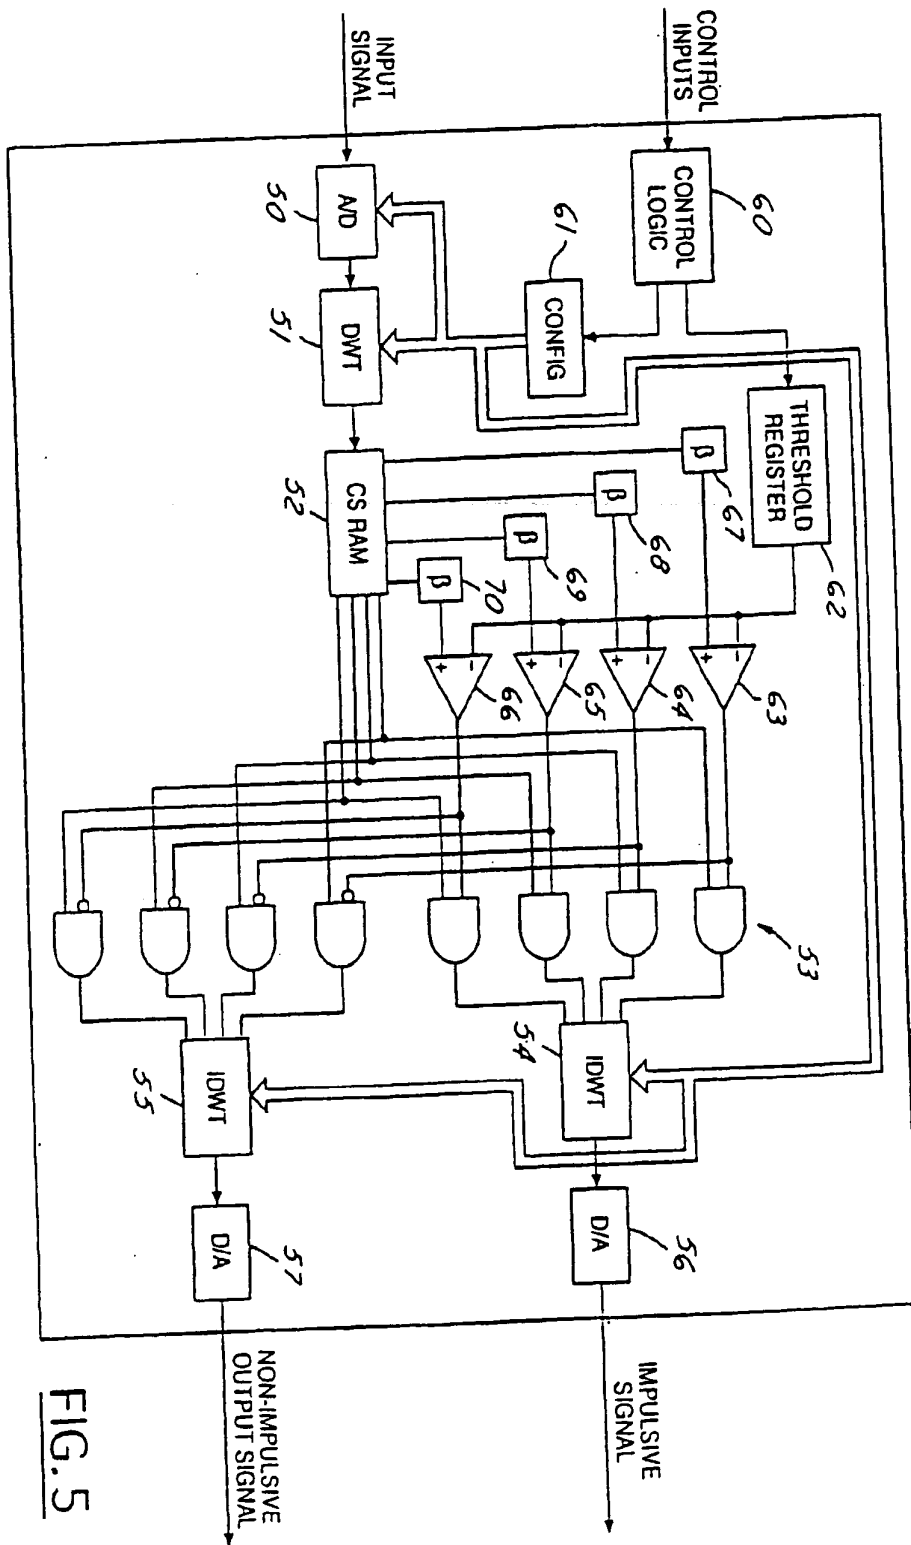 CONTROL
INPUTS
INPUT
SIGNAL
CONTROL
LOGIC
60
CONFIG
61
THRESHOLD
REGISTER
62
A/D
50
DWT
51
CS RAM
52
β
67
β
68
β
69
β
70
-
+
63
-
+
64
-
+
65
-
+
66
53
IDWT
54
IDWT
55
D/A
56
D/A
57
IMPULSIVE
SIGNAL
NON-IMPULSIVE
OUTPUT SIGNAL
FIG. 5